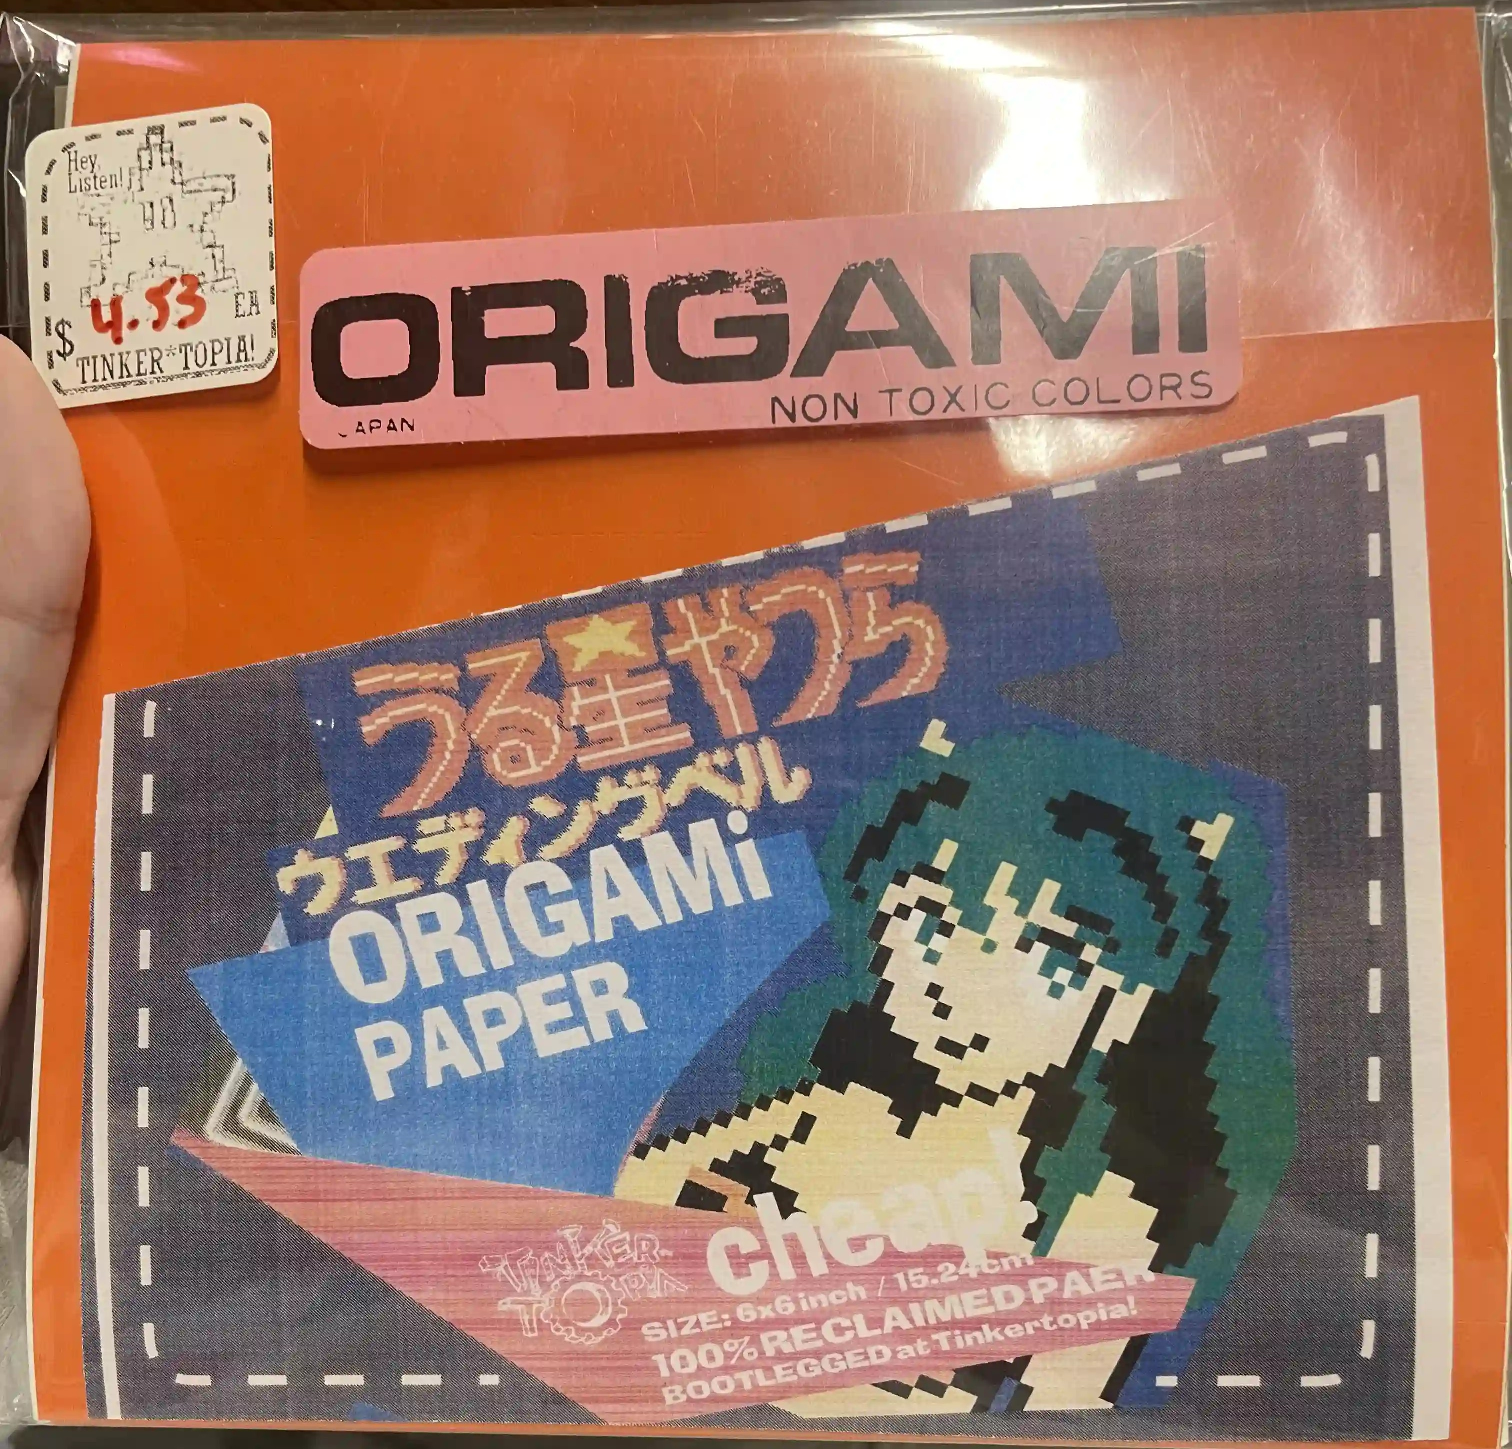 Hey,
Listen!
$ 4.53 EA
TINKER*TOPIA!
ORIGAMI
JAPAN
NON TOXIC COLORS
うる星やつら
ウエディングベル
ORIGAMi
PAPER
TiNKER
TOPiA
cheap!
SIZE: 6x6inch / 15.24cm
100% RECLAIMED PAER
BOOTLEGGED at Tinkertopia!